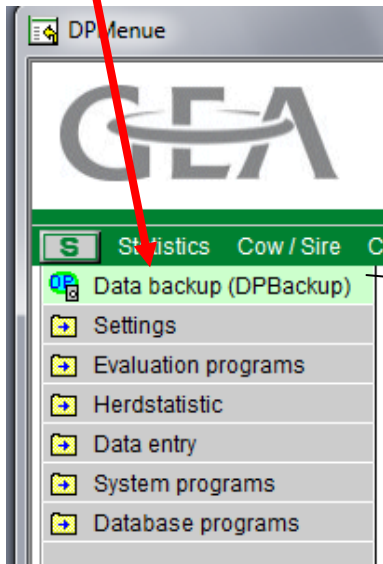 DPMenue
GEA
S Statistics Cow / Sire C
Data backup (DPBackup)
Settings
Evaluation programs
Herdstatistic
Data entry
System programs
Database programs